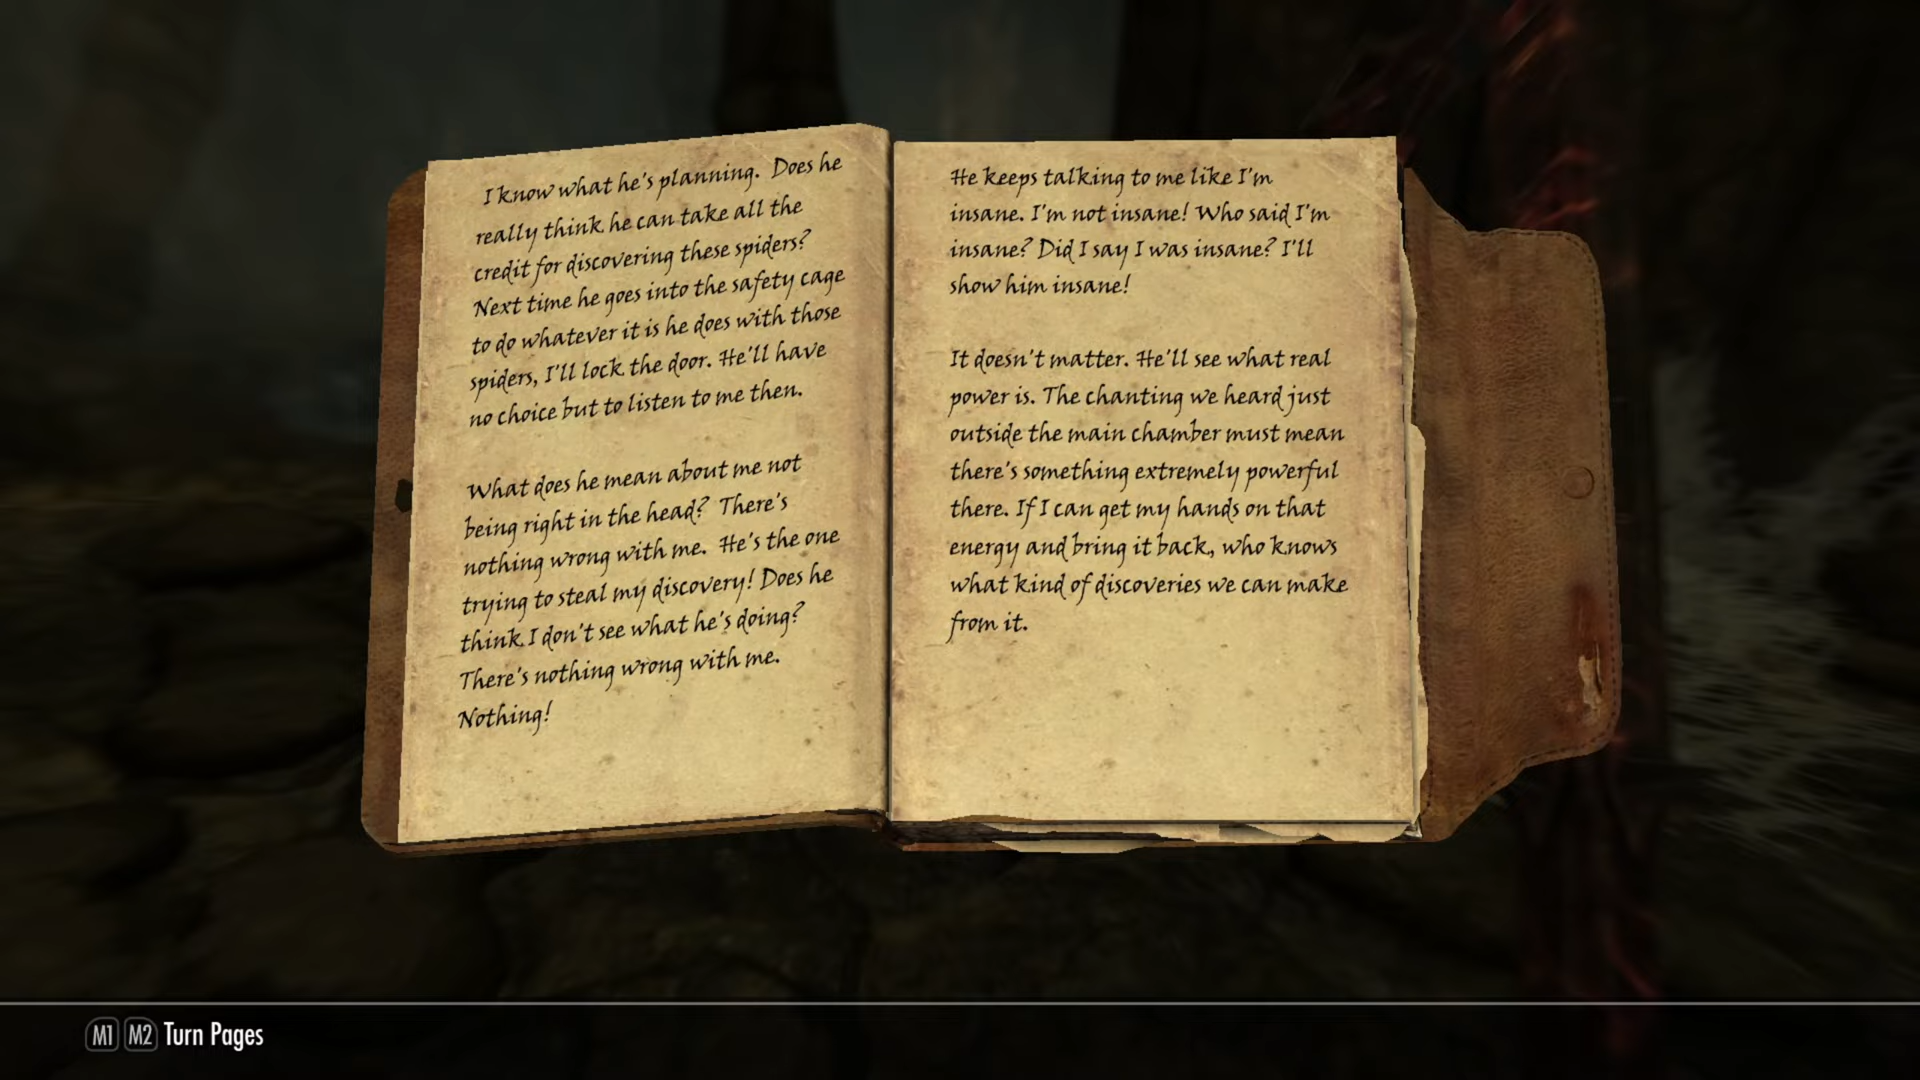 I know what he's planning. Does he
really think he can take all the
credit for discovering these spiders?
Next time he goes into the safety cage
to do whatever it is he does with those
spiders, I'll lock the door. He'll have
no choice but to listen to me then.
What does he mean about me not
being right in the head? There's
nothing wrong with me. He's the one
trying to steal my discovery! Does he
think I don't see what he's doing?
There's nothing wrong with me.
Nothing!
He keeps talking to me like I'm
insane. I'm not insane! Who said I'm
insane? Did I say I was insane? I'll
show him insane!
It doesn't matter. He'll see what real
power is. The chanting we heard just
outside the main chamber must mean
there's something extremely powerful
there. If I can get my hands on that
energy and bring it back, who knows
what kind of discoveries we can make
from it.
M1 M2 Turn Pages